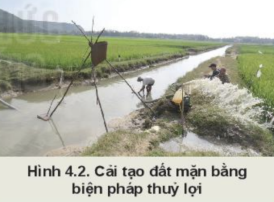 Hình 4.2. Cải tạo đất mặn bằng
biện pháp thuỷ lợi